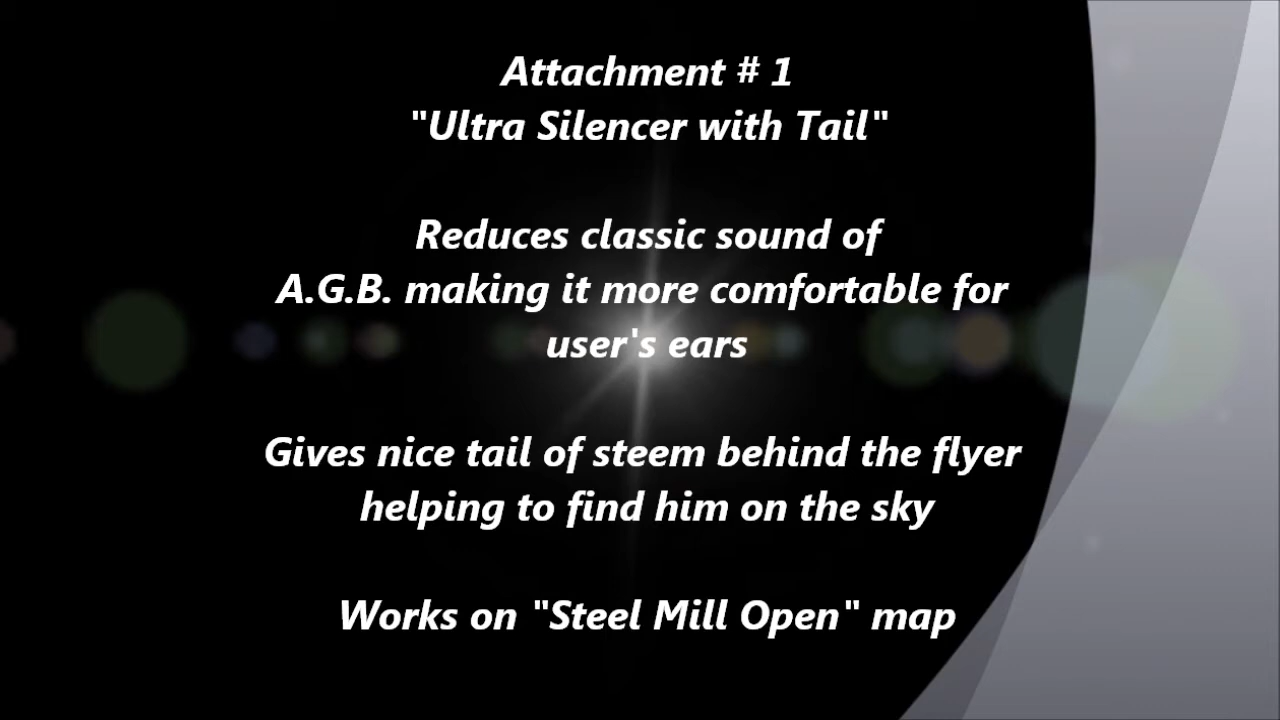 Attachment # 1
"Ultra Silencer with Tail"
Reduces classic sound of
A.G.B. making it more comfortable for
user's ears
Gives nice tail of steem behind the flyer
helping to find him on the sky
Works on "Steel Mill Open" map